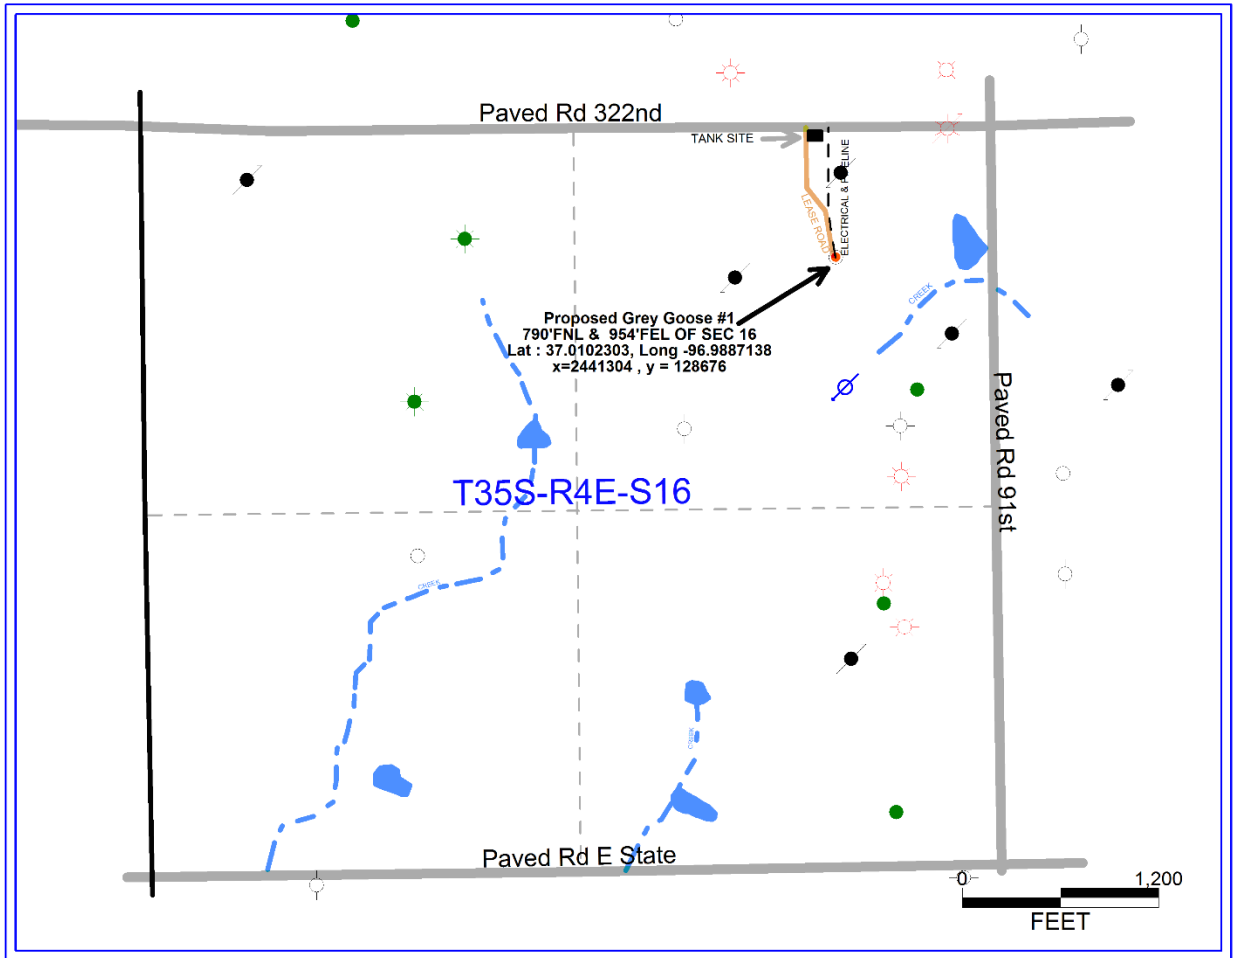 Paved Rd 322nd
TANK SITE
ELECTRICAL & PIPELINE
LEASE ROAD
CREEK
Proposed Grey Goose #1
790'FNL & 954'FEL OF SEC 16
Lat : 37.0102303, Long -96.9887138
x=2441304 , y = 128676
Paved Rd 91st
T35S-R4E-S16
CREEK
CREEK
Paved Rd E State
0 1,200
FEET